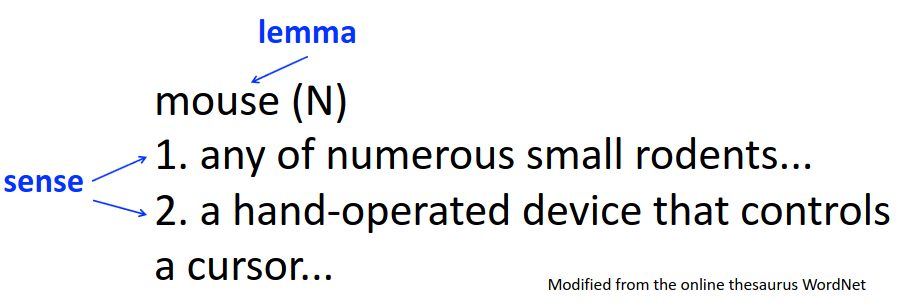 lemma
mouse (N)
1. any of numerous small rodents...
sense
2. a hand-operated device that controls
a cursor...
Modified from the online thesaurus WordNet